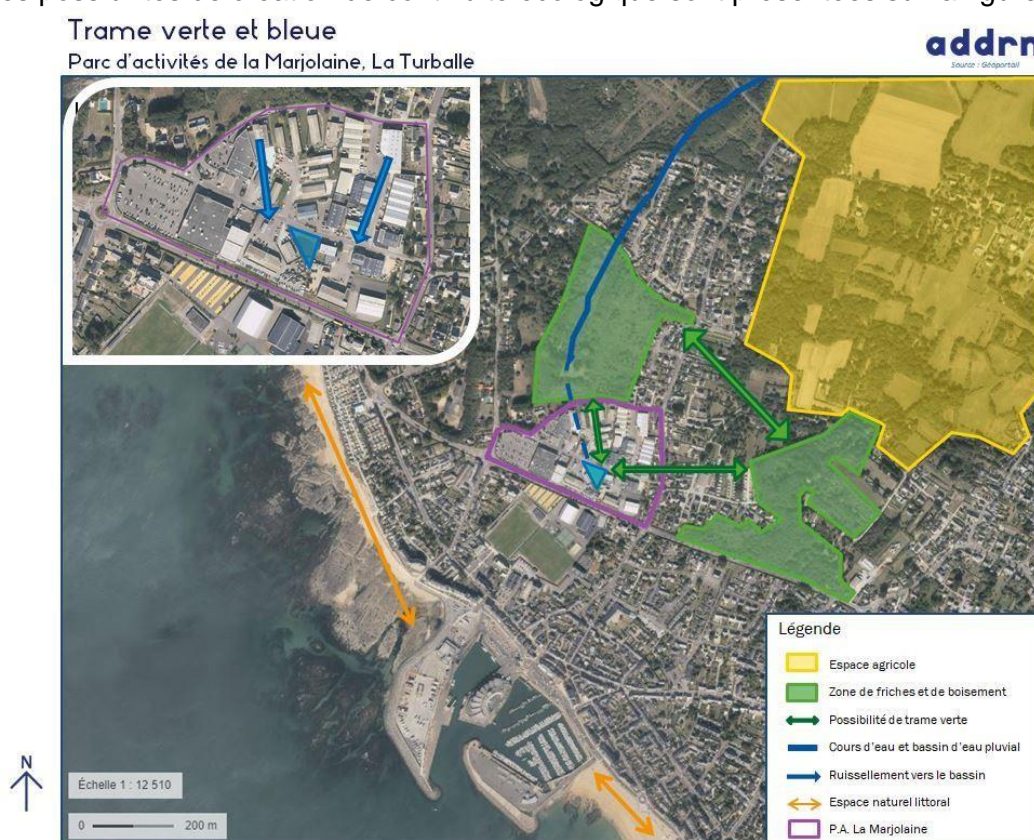 Trame verte et bleue
Parc d'activités de la Marjolaine, La Turballe
addrn
Source : Géoportail
Légende
Espace agricole
Zone de friches et de boisement
Possibilité de trame verte
Cours d'eau et bassin d'eau pluvial
Ruissellement vers le bassin
Espace naturel littoral
P.A. La Marjolaine
N
Échelle 1 : 12 510
0
200 m